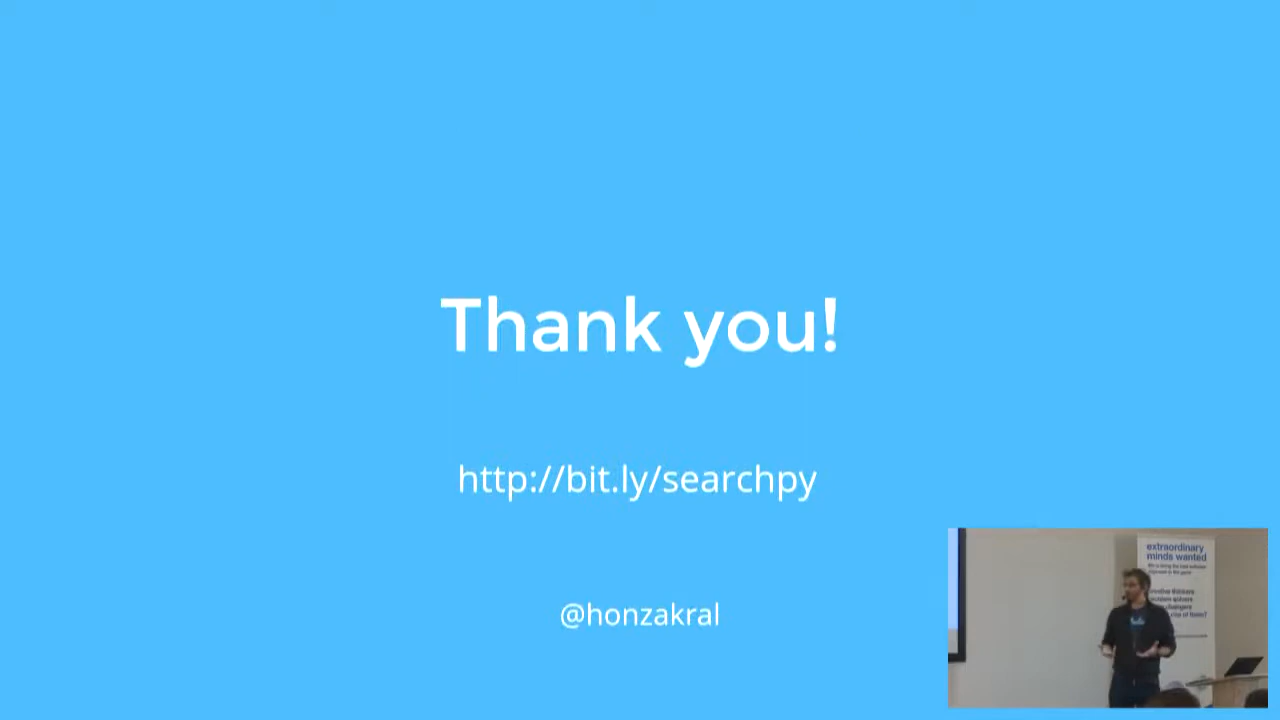 Thank you!
http://bit.ly/searchpy
@honzakral
extraordinary
minds wanted